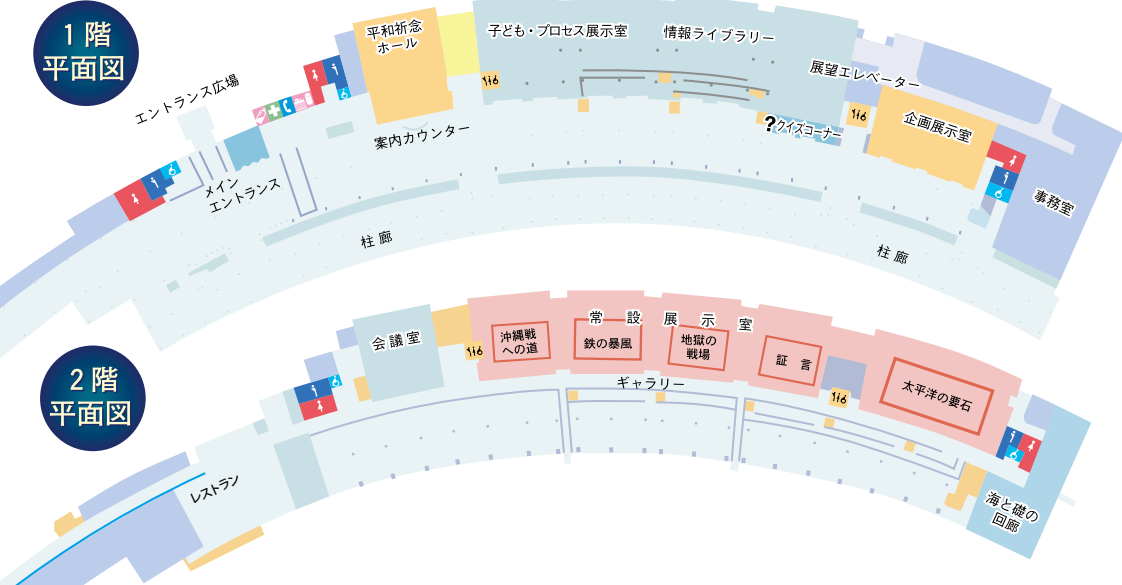 1階
平面図
エントランス広場
メイン
エントランス
平和祈念
ホール
案内カウンター
子ども・プロセス展示室
情報ライブラリー
展望エレベーター
?クイズコーナー
企画展示室
事務室
柱廊
柱廊
2階
平面図
レストラン
会議室
常設展示室
沖縄戦
への道
鉄の暴風
地獄の
戦場
証言
太平洋の要石
ギャラリー
海と礎の
回廊